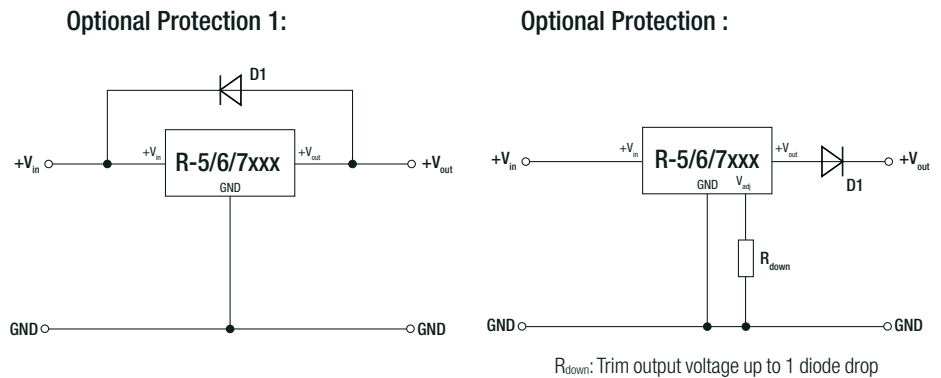 Optional Protection 1:
D1
+Vin
+Vin
R-5/6/7xxx
+Vout
+Vout
GND
GND
GND
Optional Protection :
+Vin
+Vin
R-5/6/7xxx
+Vout
+Vout
GND
Vadj
D1
Rdown
GND
GND
Rdown: Trim output voltage up to 1 diode drop